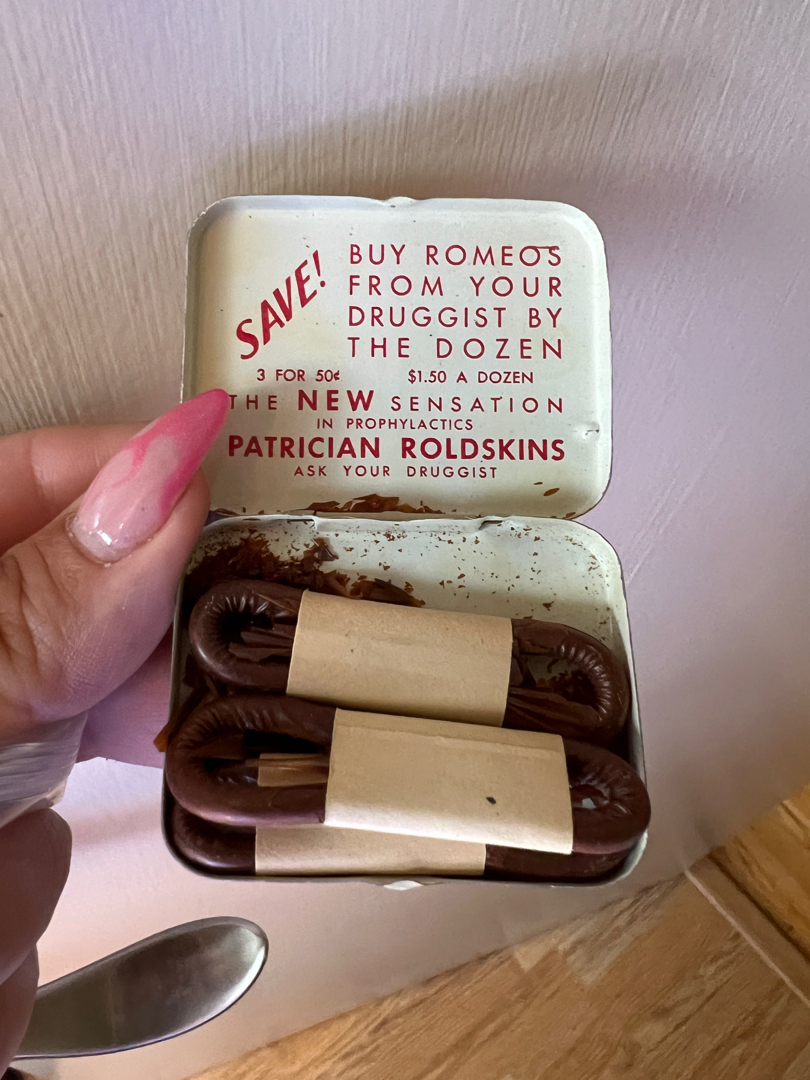 SAVE!
BUY ROMEOS
FROM YOUR
DRUGGIST BY
THE DOZEN
3 FOR 50¢ $1.50 A DOZEN
THE NEW SENSATION
IN PROPHYLACTICS
PATRICIAN ROLDSKINS
ASK YOUR DRUGGIST